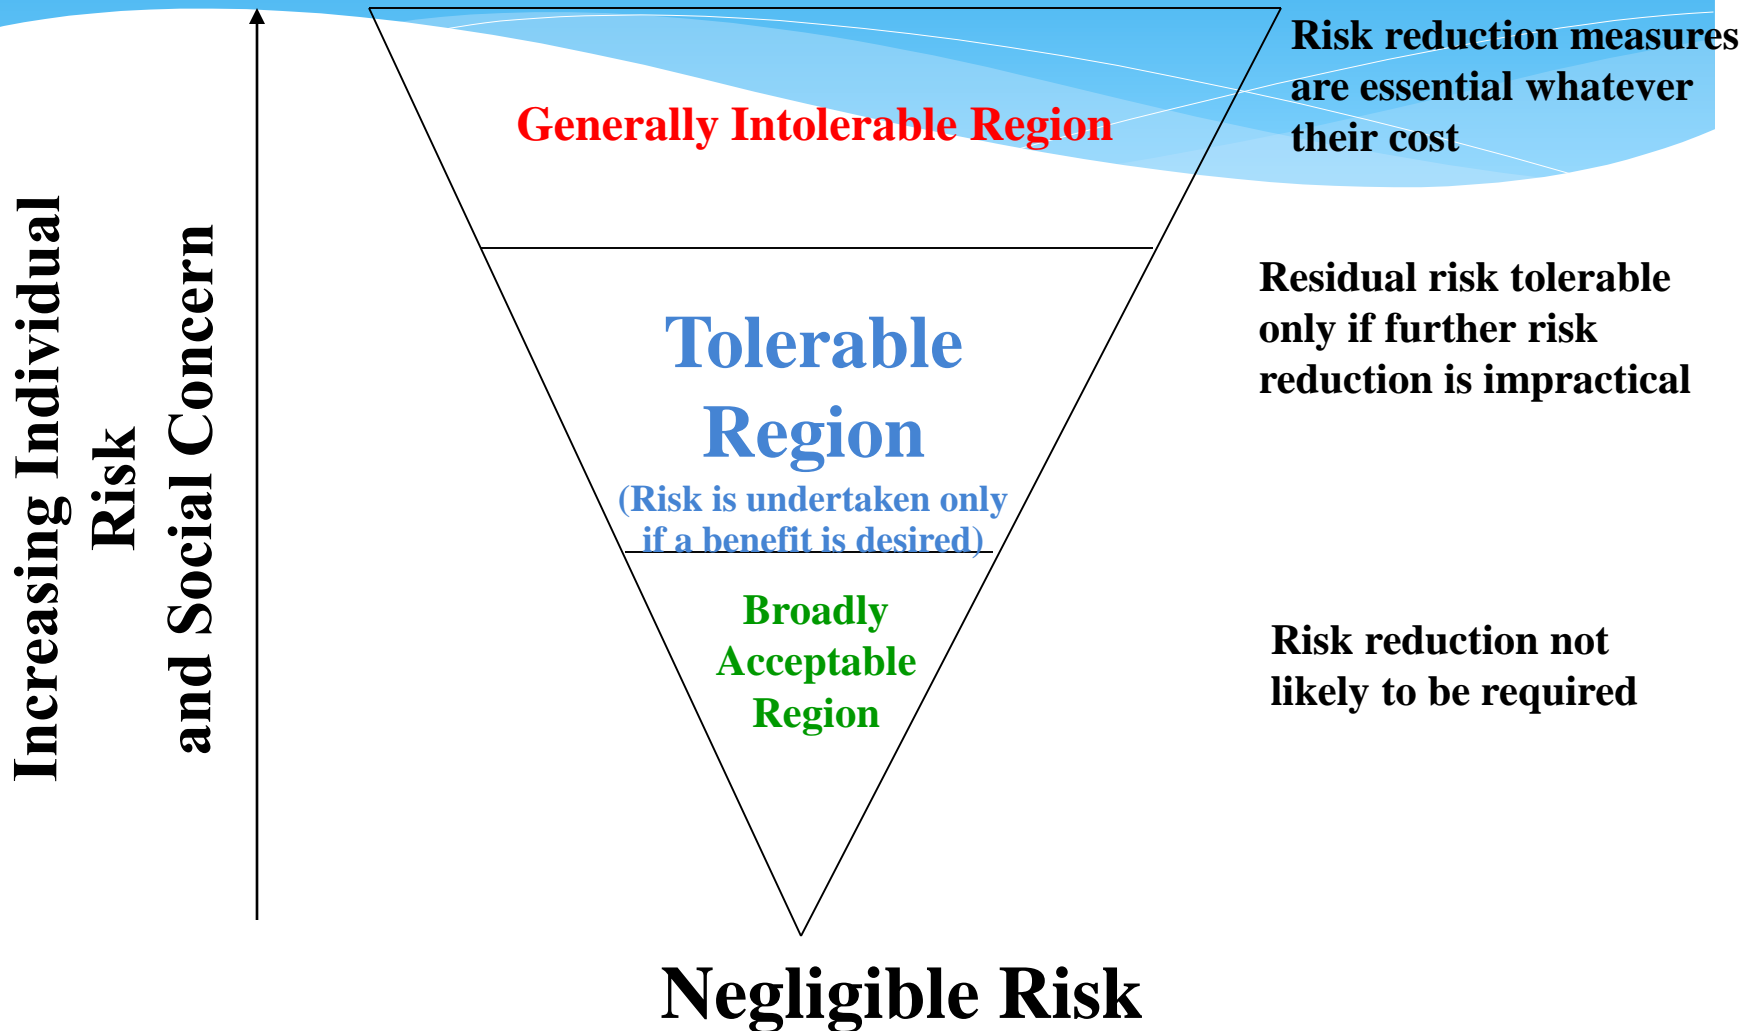 Increasing Individual
Risk
and Social Concern
Generally Intolerable Region
Risk reduction measures
are essential whatever
their cost
Tolerable
Region
(Risk is undertaken only
if a benefit is desired)
Residual risk tolerable
only if further risk
reduction is impractical
Broadly
Acceptable
Region
Risk reduction not
likely to be required
Negligible Risk